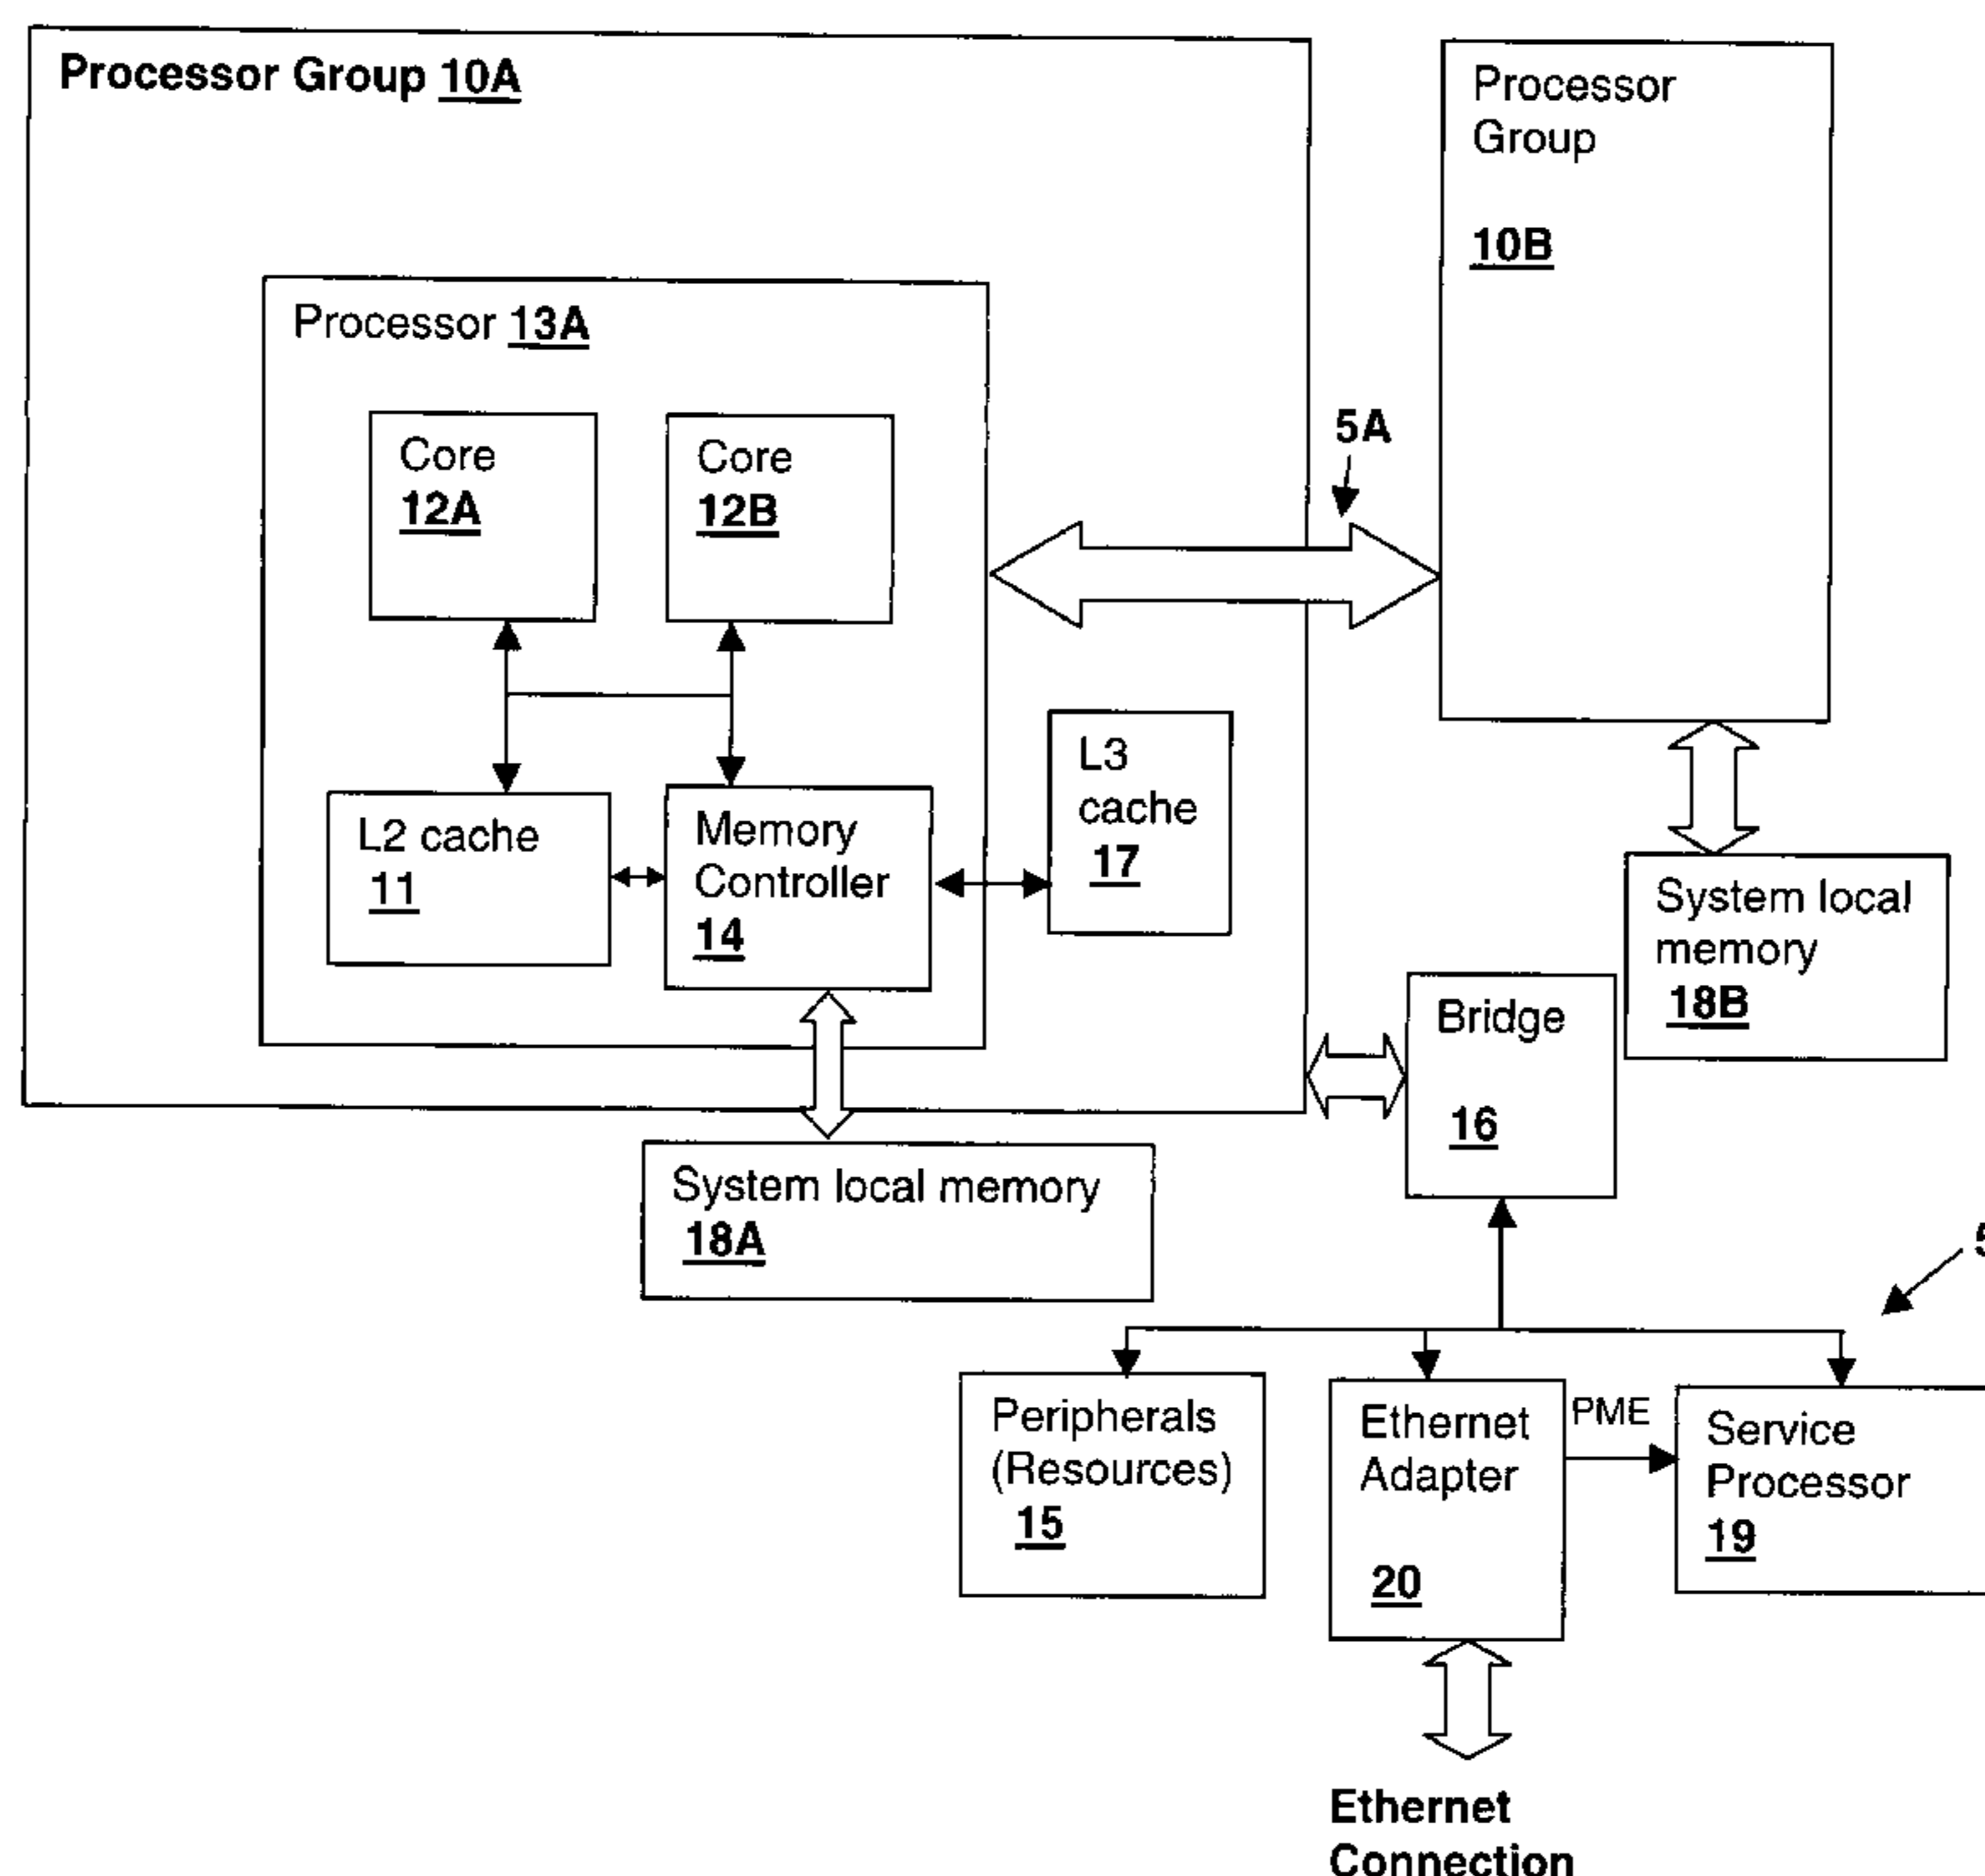 Processor Group 10A
Processor
Group
10B
Processor 13A
Core
12A
Core
12B
5A
L2 cache
11
Memory
Controller
14
L3
cache
17
System local
memory
18B
Bridge
16
System local memory
18A
5
Peripherals
(Resources)
15
Ethernet
Adapter
20
PME
Service
Processor
19
Ethernet
Connection